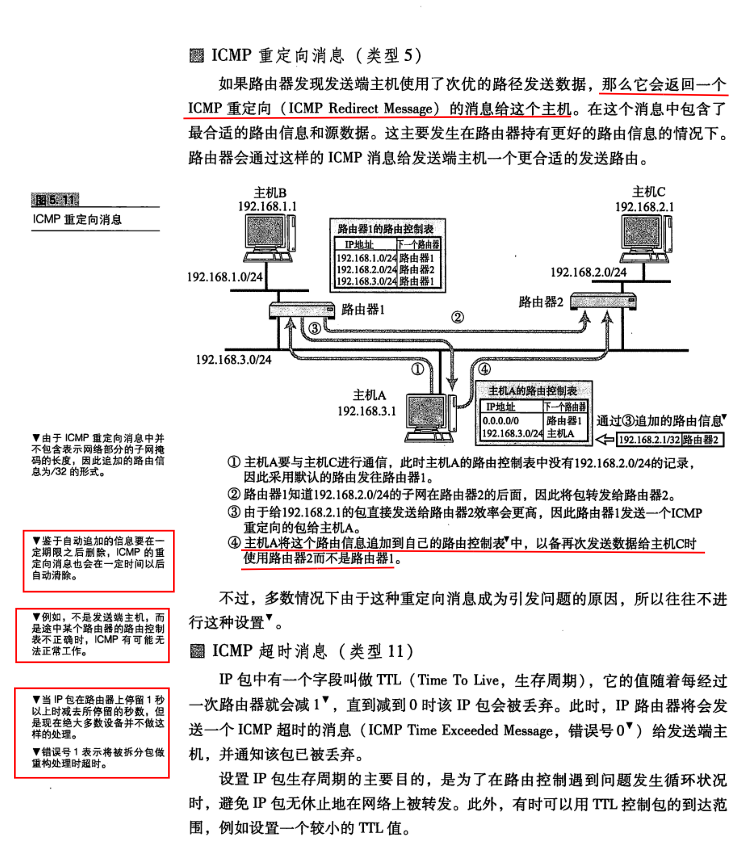 ▓ ICMP 重定向消息（类型 5）
如果路由器发现发送端主机使用了次优的路径发送数据，那么它会返回一个
ICMP 重定向（ICMP Redirect Message）的消息给这个主机。在这个消息中包含了
最合适的路由信息和源数据。这主要发生在路由器持有更好的路由信息的情况下。
路由器会通过这样的 ICMP 消息给发送端主机一个更合适的发送路由。
图 5.11
ICMP 重定向消息
主机B
192.168.1.1
主机C
192.168.2.1
路由器1的路由控制表
IP地址 下一个路由器
192.168.1.0/24 路由器1
192.168.2.0/24 路由器2
192.168.3.0/24 路由器1
192.168.1.0/24
192.168.2.0/24
路由器1
路由器2
②
③
192.168.3.0/24
①
④
主机A
192.168.3.1
主机A的路由控制表
IP地址 下一个路由器
0.0.0.0/0 路由器1
192.168.3.0/24 主机A
通过③追加的路由信息▼
192.168.2.1/32 路由器2
▼由于 ICMP 重定向消息中并
不包含表示网络部分的子网掩
码的长度，因此追加的路由信
息为/32 的形式。
① 主机A要与主机C进行通信，此时主机A的路由控制表中没有192.168.2.0/24的记录，
因此采用默认的路由发往路由器1。
② 路由器1知道192.168.2.0/24的子网在路由器2的后面，因此将包转发给路由器2。
③ 由于给192.168.2.1的包直接发送给路由器2效率会更高，因此路由器1发送一个ICMP
重定向的包给主机A。
④ 主机A将这个路由信息追加到自己的路由控制表▼中，以备再次发送数据给主机C时
使用路由器2而不是路由器1。
▼鉴于自动追加的信息要在一
定期限之后删除，ICMP 的重
定向消息也会在一定时间以后
自动清除。
不过，多数情况下由于这种重定向消息成为引发问题的原因，所以往往不进
行这种设置▼。
▼例如，不是发送端主机，而
是途中某个路由器的路由控制
表不正确时，ICMP 有可能无
法正常工作。
▓ ICMP 超时消息（类型 11）
IP 包中有一个字段叫做 TTL（Time To Live，生存周期），它的值随着每经过
一次路由器就会减 1▼，直到减到 0 时该 IP 包会被丢弃。此时，IP 路由器将会发
送一个 ICMP 超时的消息（ICMP Time Exceeded Message，错误号 0▼）给发送端主
机，并通知该包已被丢弃。
▼当 IP 包在路由器上停留 1 秒
以上时减去所停留的秒数，但
是现在绝大多数设备并不做这
样的处理。
▼错误号 1 表示将被拆分包做
重构处理时超时。
设置 IP 包生存周期的主要目的，是为了在路由控制遇到问题发生循环状况
时，避免 IP 包无休止地在网络上被转发。此外，有时可以用 TTL 控制包的到达范
围，例如设置一个较小的 TTL 值。